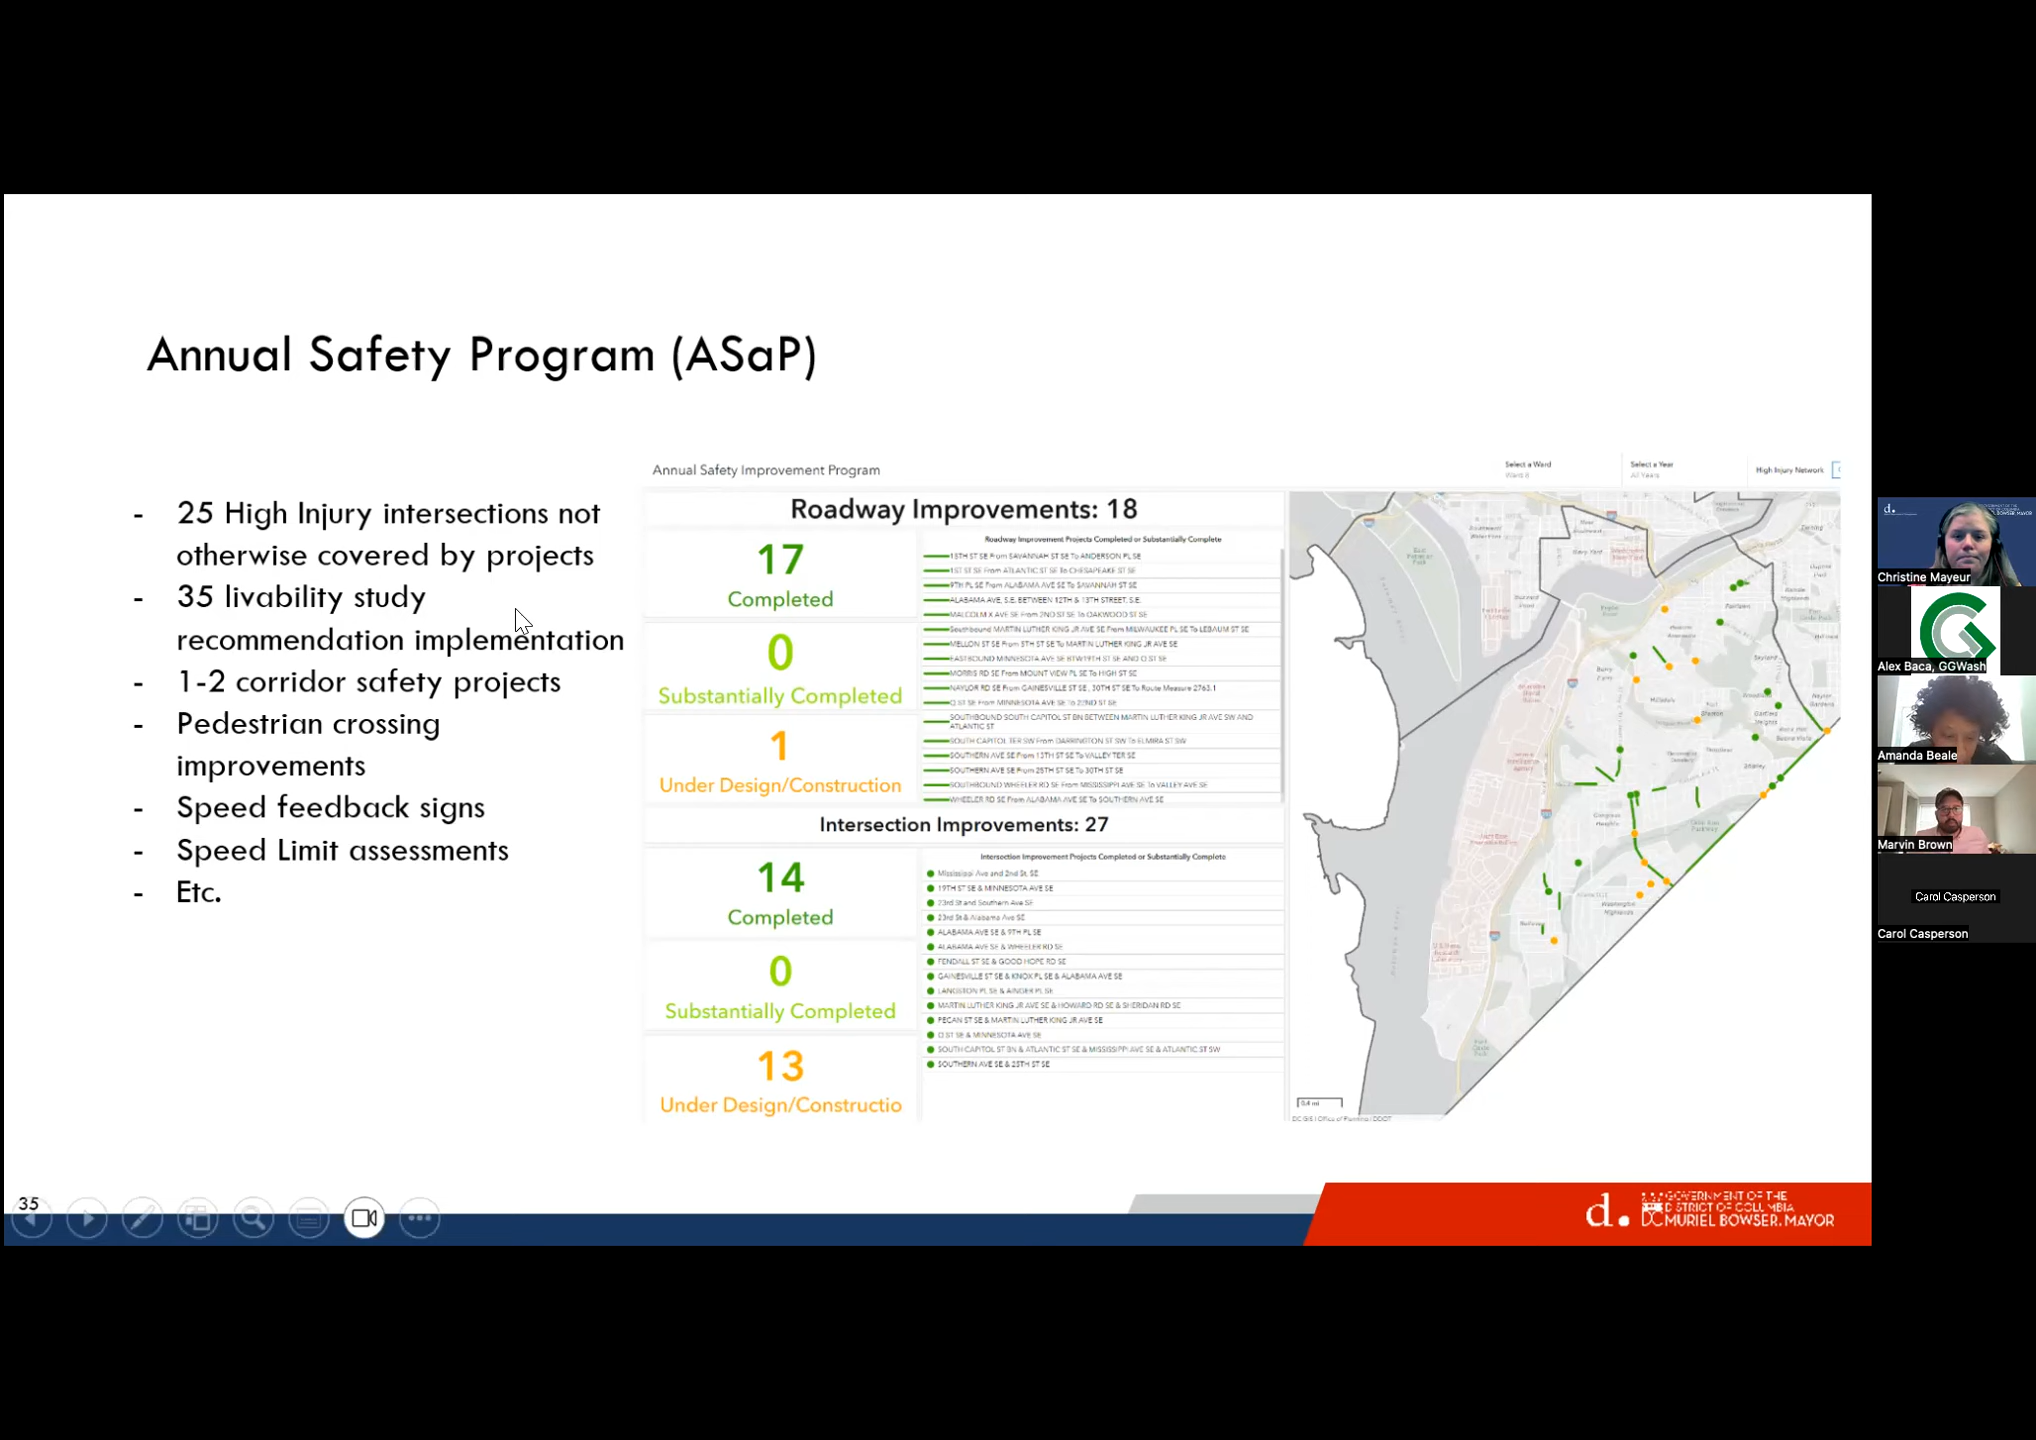 Annual Safety Program (ASaP)
- 25 High Injury intersections not
otherwise covered by projects
- 35 livability study
recommendation implementation
- 1-2 corridor safety projects
- Pedestrian crossing
improvements
- Speed feedback signs
- Speed Limit assessments
- Etc.
Annual Safety Improvement Program
Select a Ward
Ward 8
Select a Year
All Years
High Injury Network
Roadway Improvements: 18
17
Completed
0
Substantially Completed
1
Under Design/Construction
Roadway Improvement Projects Completed or Substantially Complete
15TH ST SE From SAVANNAH ST SE To ANDERSON PL SE
1ST ST SE From ATLANTIC ST SE To CHESAPEAKE ST SE
9TH PL SE From ALABAMA AVE SE To SAVANNAH ST SE
ALABAMA AVE, S.E. BETWEEN 12TH & 13TH STREET, S.E.
MALCOLM X AVE SE From 2ND ST SE To OAKWOOD ST SE
Southbound MARTIN LUTHER KING JR AVE SE From MILWAUKEE PL SE To LEBAUM ST SE
MELLON ST SE From 5TH ST SE To MARTIN LUTHER KING JR AVE SE
EASTBOUND MINNESOTA AVE SE BTW 19TH ST SE AND Q ST SE
MORRIS RD SE From MOUNT VIEW PL SE To HIGH ST SE
NAYLOR RD SE From GAINESVILLE ST SE , 30TH ST SE To Route Measure 2763.1
Q ST SE From MINNESOTA AVE SE To 22ND ST SE
SOUTHBOUND SOUTH CAPITOL ST BN BETWEEN MARTIN LUTHER KING JR AVE SW AND
ATLANTIC ST
SOUTH CAPITOL TER SW From DARRINGTON ST SW To ELMIRA ST SW
SOUTHERN AVE SE From 13TH ST SE To VALLEY TER SE
SOUTHERN AVE SE From 25TH ST SE To 30TH ST SE
SOUTHBOUND WHEELER RD SE From MISSISSIPPI AVE SE To VALLEY AVE SE
WHEELER RD SE From ALABAMA AVE SE To SOUTHERN AVE SE
Intersection Improvements: 27
14
Completed
0
Substantially Completed
13
Under Design/Constructio
Intersection Improvement Projects Completed or Substantially Complete
Mississippi Ave and 2nd St, SE
19TH ST SE & MINNESOTA AVE SE
23rd St and Southern Ave SE
23rd St & Alabama Ave SE
ALABAMA AVE SE & 9TH PL SE
ALABAMA AVE SE & WHEELER RD SE
FENDALL ST SE & GOOD HOPE RD SE
GAINESVILLE ST SE & KNOX PL SE & ALABAMA AVE SE
LANGSTON PL SE & AINGER PL SE
MARTIN LUTHER KING JR AVE SE & HOWARD RD SE & SHERIDAN RD SE
PECAN ST SE & MARTIN LUTHER KING JR AVE SE
Q ST SE & MINNESOTA AVE SE
SOUTH CAPITOL ST BN & ATLANTIC ST SE & MISSISSIPPI AVE SE & ATLANTIC ST SW
SOUTHERN AVE SE & 25TH ST SE
Congress
Heights
Washington
Highlands
0.4 mi
DC GIS | Office of Planning | DDOT
35
d.
GOVERNMENT OF THE
DISTRICT OF COLUMBIA
DC MURIEL BOWSER, MAYOR
Christine Mayeur
Alex Baca, GGWash
Amanda Beale
Marvin Brown
Carol Casperson
Carol Casperson